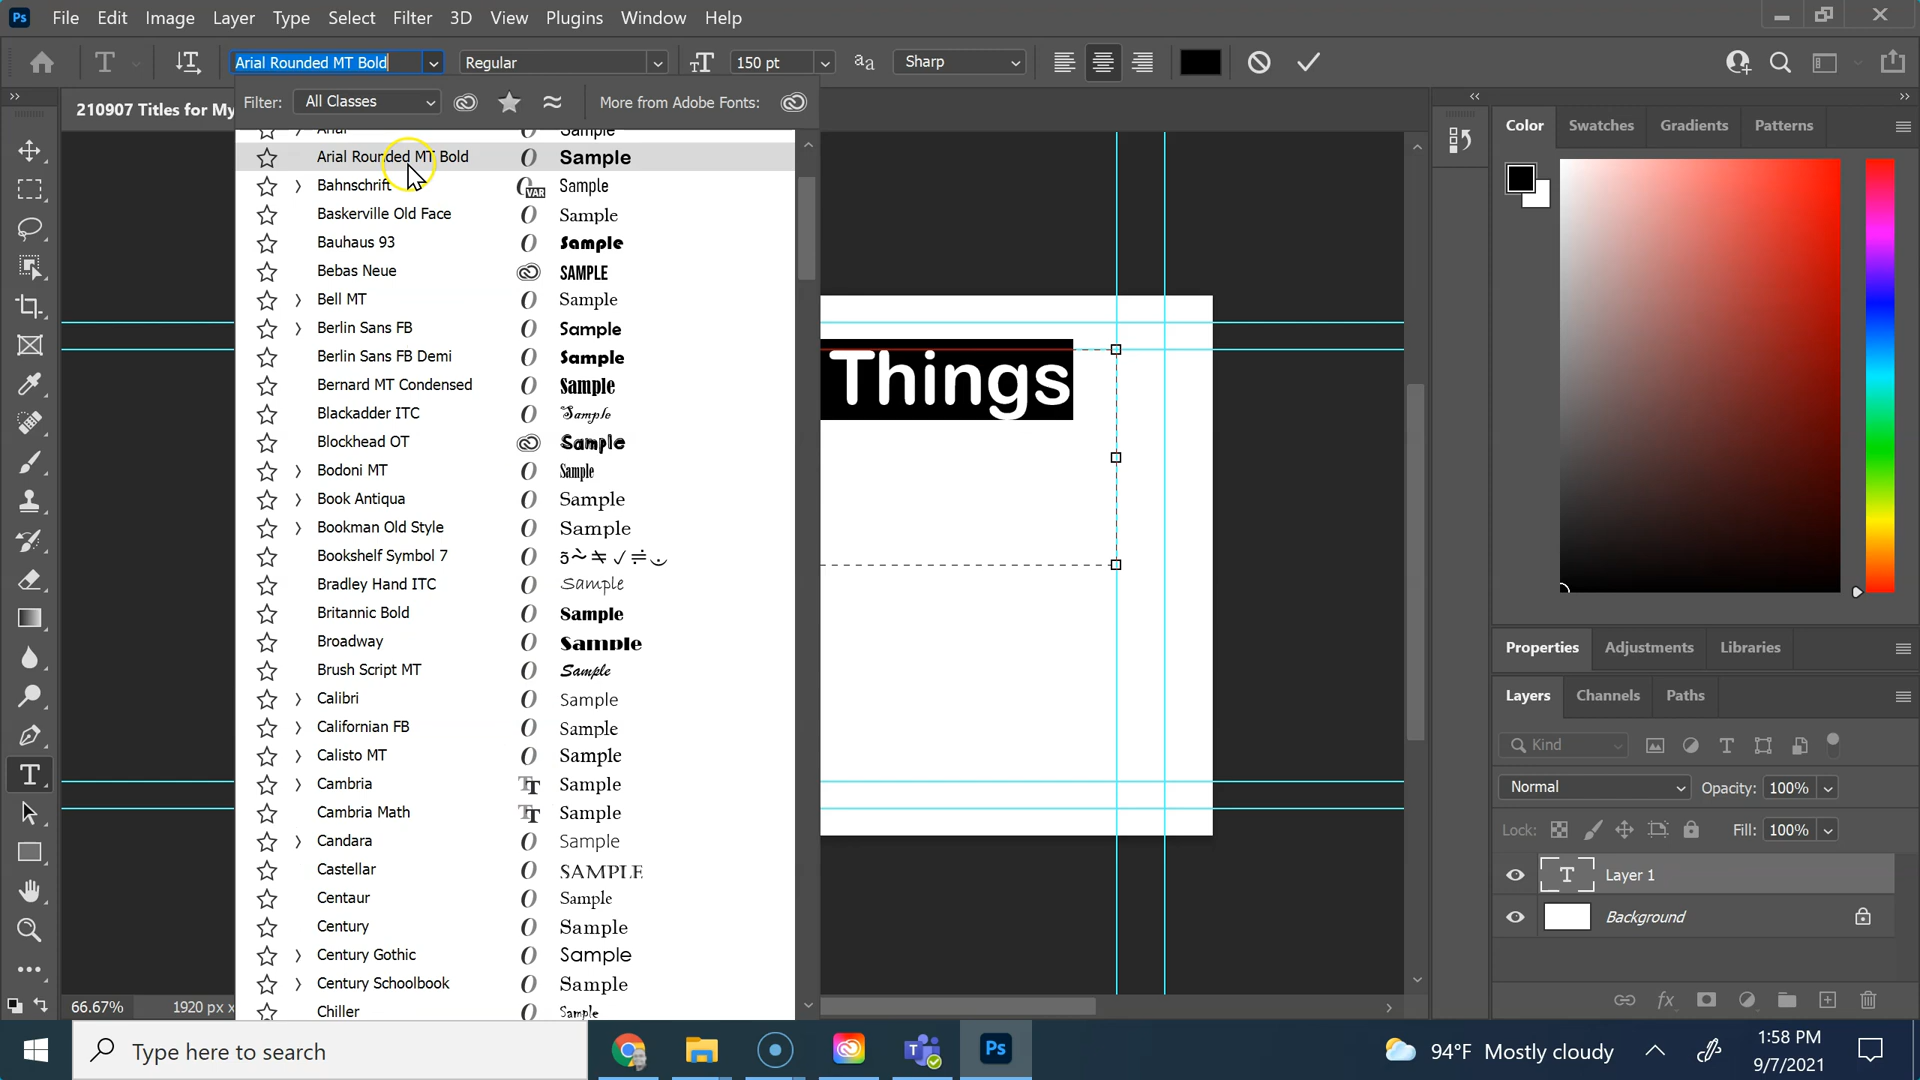 Ps File Edit Image Layer Type Select Filter 3D View Plugins Window Help
Arial Rounded MT Bold Regular 150 pt Sharp
210907 Titles for My
Filter: All Classes More from Adobe Fonts:
Arial Sample
Arial Rounded MT Bold Sample
Bahnschrift VAR Sample
Baskerville Old Face Sample
Bauhaus 93 Sample
Bebas Neue SAMPLE
Bell MT Sample
Berlin Sans FB Sample
Berlin Sans FB Demi Sample
Bernard MT Condensed Sample
Blackadder ITC Sample
Blockhead OT Sample
Bodoni MT Sample
Book Antiqua Sample
Bookman Old Style Sample
Bookshelf Symbol 7
Bradley Hand ITC Sample
Britannic Bold Sample
Broadway Sample
Brush Script MT Sample
Calibri Sample
Californian FB Sample
Calisto MT Sample
Cambria Sample
Cambria Math Sample
Candara Sample
Castellar SAMPLE
Centaur Sample
Century Sample
Century Gothic Sample
Century Schoolbook Sample
Chiller Sample
Things
Color Swatches Gradients Patterns
Properties Adjustments Libraries
Layers Channels Paths
Kind
Normal Opacity: 100%
Lock: Fill: 100%
Layer 1
Background
66.67% 1920 px x
Type here to search
Ps
94°F Mostly cloudy
1:58 PM
9/7/2021